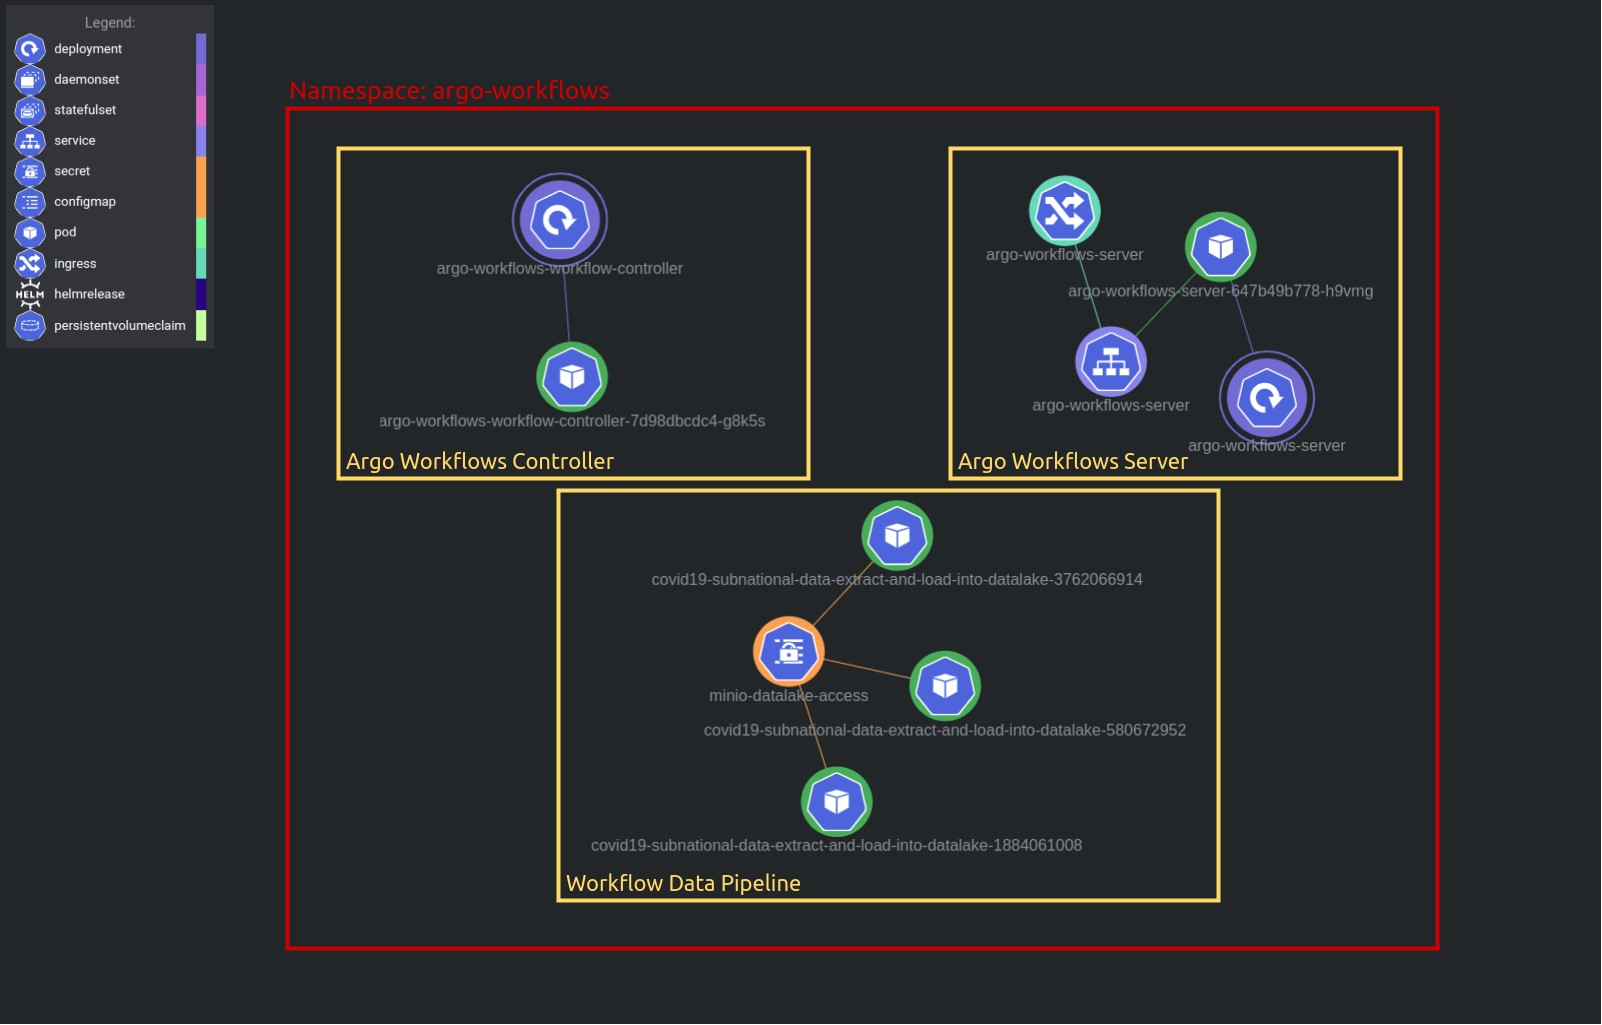 Legend:
deployment
daemonset
statefulset
service
secret
configmap
pod
ingress
HELM helmrelease
persistentvolumeclaim
Namespace: argo-workflows
argo-workflows-workflow-controller
argo-workflows-workflow-controller-7d98dbcdc4-g8k5s
Argo Workflows Controller
argo-workflows-server
argo-workflows-server-647b49b778-h9vmg
argo-workflows-server
argo-workflows-server
Argo Workflows Server
covid19-subnational-data-extract-and-load-into-datalake-3762066914
minio-datalake-access
covid19-subnational-data-extract-and-load-into-datalake-580672952
covid19-subnational-data-extract-and-load-into-datalake-1884061008
Workflow Data Pipeline